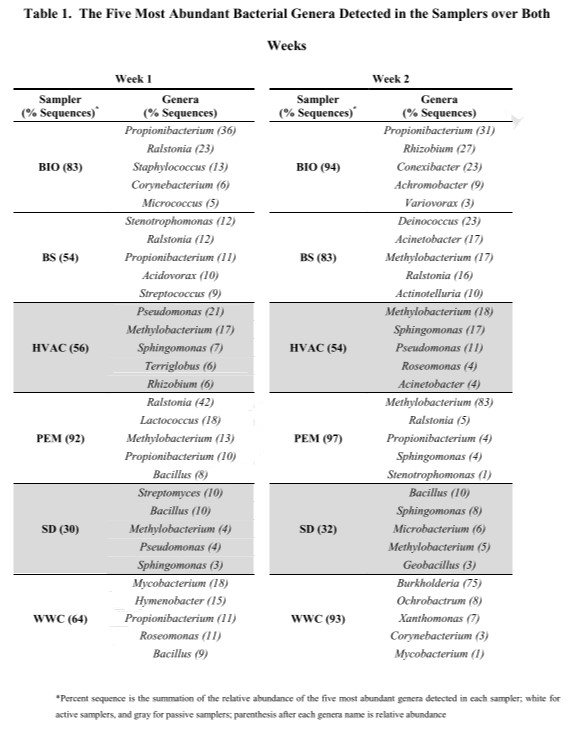 Table 1. The Five Most Abundant Bacterial Genera Detected in the Samplers over Both
Weeks
Week 1 Week 2
Sampler Genera Sampler Genera
(% Sequences)* (% Sequences) (% Sequences)* (% Sequences)
Propionibacterium (36) Propionibacterium (31)
Ralstonia (23) Rhizobium (27)
BIO (83) Staphylococcus (13) BIO (94) Conexibacter (23)
Corynebacterium (6) Achromobacter (9)
Micrococcus (5) Variovorax (3)
Stenotrophomonas (12) Deinococcus (23)
Ralstonia (12) Acinetobacter (17)
BS (54) Propionibacterium (11) BS (83) Methylobacterium (17)
Acidovorax (10) Ralstonia (16)
Streptococcus (9) Actinotelluria (10)
Pseudomonas (21) Methylobacterium (18)
Methylobacterium (17) Sphingomonas (17)
HVAC (56) Sphingomonas (7) HVAC (54) Pseudomonas (11)
Terriglobus (6) Roseomonas (4)
Rhizobium (6) Acinetobacter (4)
Ralstonia (42) Methylobacterium (83)
Lactococcus (18) Ralstonia (5)
PEM (92) Methylobacterium (13) PEM (97) Propionibacterium (4)
Propionibacterium (10) Sphingomonas (4)
Bacillus (8) Stenotrophomonas (1)
Streptomyces (10) Bacillus (10)
Bacillus (10) Sphingomonas (8)
SD (30) Methylobacterium (4) SD (32) Microbacterium (6)
Pseudomonas (4) Methylobacterium (5)
Sphingomonas (3) Geobacillus (3)
Mycobacterium (18) Burkholderia (75)
Hymenobacter (15) Ochrobactrum (8)
WWC (64) Propionibacterium (11) WWC (93) Xanthomonas (7)
Roseomonas (11) Corynebacterium (3)
Bacillus (9) Mycobacterium (1)
*Percent sequence is the summation of the relative abundance of the five most abundant genera detected in each sampler; white for
active samplers, and gray for passive samplers; parenthesis after each genera name is relative abundance